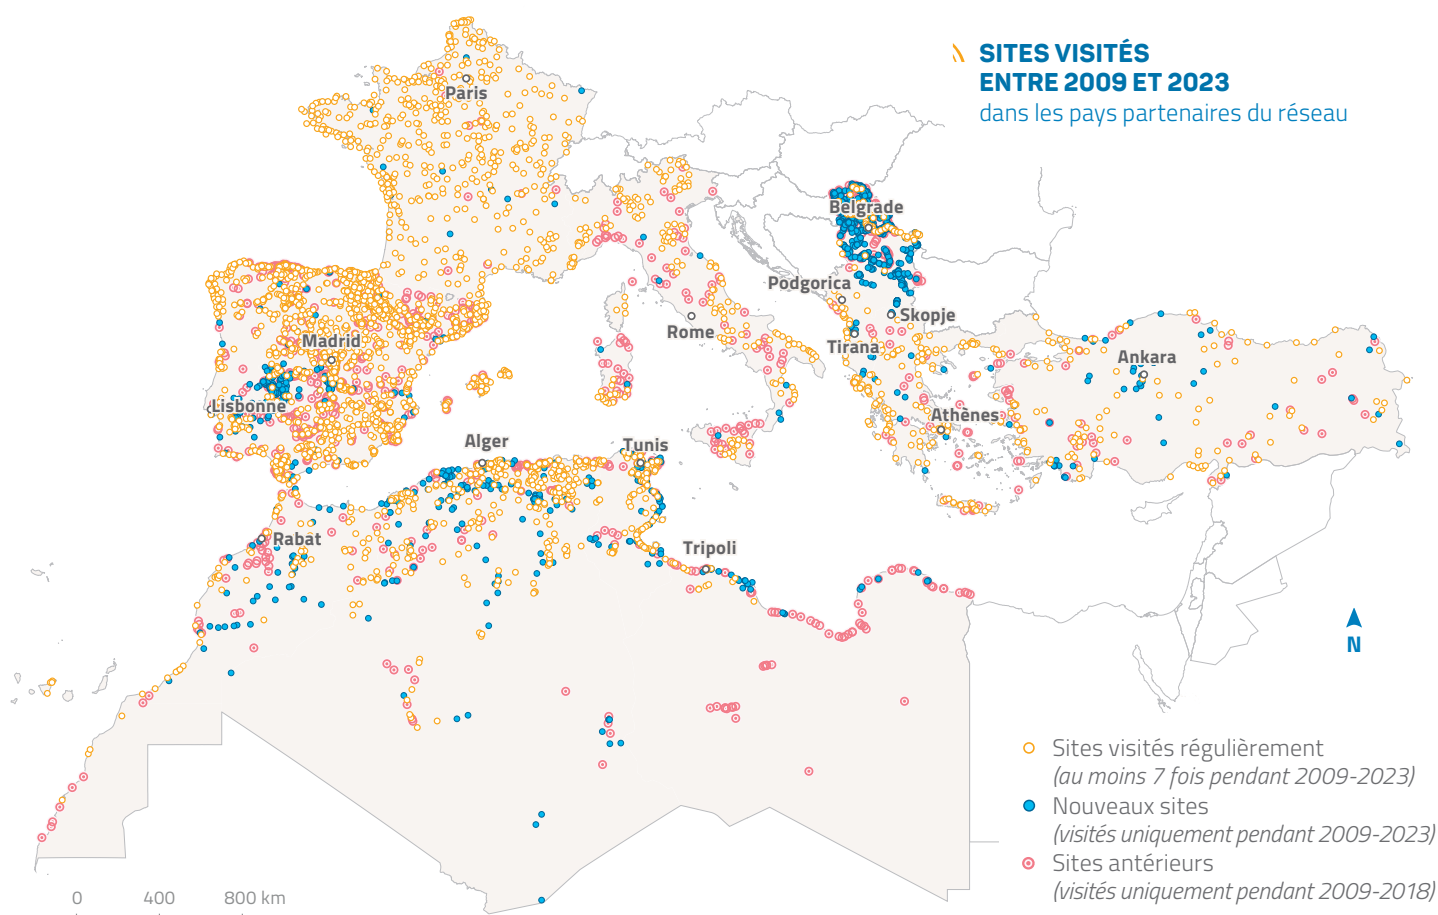 SITES VISITÉS
ENTRE 2009 ET 2023
dans les pays partenaires du réseau
Paris
Belgrade
Podgorica
Skopje
Rome
Tirana
Madrid
Ankara
Lisbonne
Athènes
Alger
Tunis
Rabat
Tripoli
N
Sites visités régulièrement
(au moins 7 fois pendant 2009-2023)
Nouveaux sites
(visités uniquement pendant 2009-2023)
Sites antérieurs
(visités uniquement pendant 2009-2018)
0 400 800 km